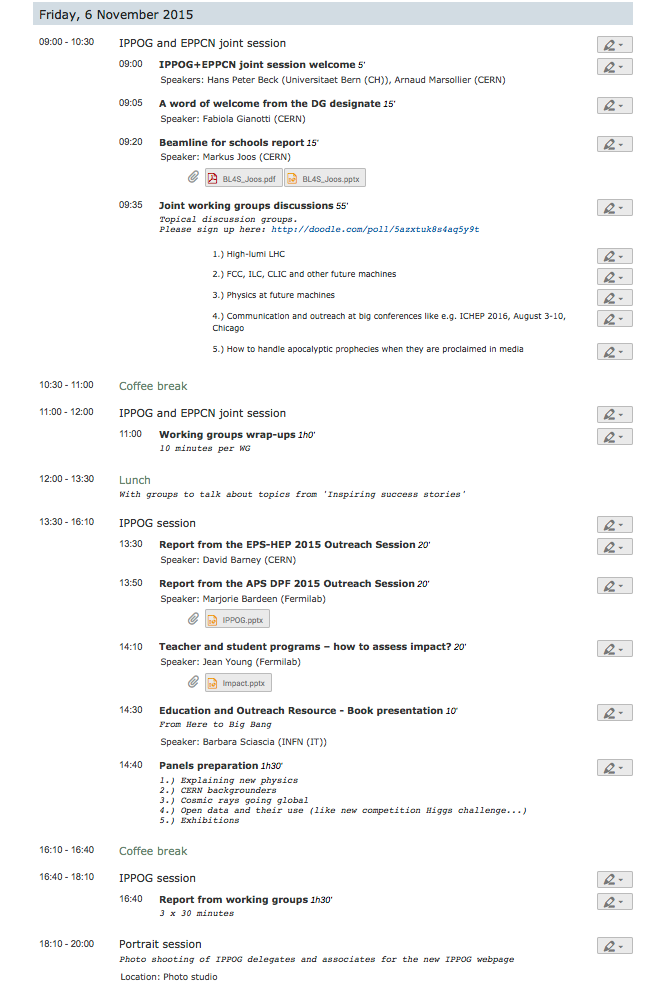 Friday, 6 November 2015
09:00 - 10:30 IPPOG and EPPCN joint session
09:00 IPPOG+EPPCN joint session welcome 5'
Speakers: Hans Peter Beck (Universitaet Bern (CH)), Arnaud Marsollier (CERN)
09:05 A word of welcome from the DG designate 15'
Speaker: Fabiola Gianotti (CERN)
09:20 Beamline for schools report 15'
Speaker: Markus Joos (CERN)
BL4S_Joos.pdf BL4S_Joos.pptx
09:35 Joint working groups discussions 55'
Topical discussion groups.
Please sign up here: http://doodle.com/poll/5azxtuk8s4aq5y9t
1.) High-lumi LHC
2.) FCC, ILC, CLIC and other future machines
3.) Physics at future machines
4.) Communication and outreach at big conferences like e.g. ICHEP 2016, August 3-10,
Chicago
5.) How to handle apocalyptic prophecies when they are proclaimed in media
10:30 - 11:00 Coffee break
11:00 - 12:00 IPPOG and EPPCN joint session
11:00 Working groups wrap-ups 1h0'
10 minutes per WG
12:00 - 13:30 Lunch
With groups to talk about topics from 'Inspiring success stories'
13:30 - 16:10 IPPOG session
13:30 Report from the EPS-HEP 2015 Outreach Session 20'
Speaker: David Barney (CERN)
13:50 Report from the APS DPF 2015 Outreach Session 20'
Speaker: Marjorie Bardeen (Fermilab)
IPPOG.pptx
14:10 Teacher and student programs – how to assess impact? 20'
Speaker: Jean Young (Fermilab)
Impact.pptx
14:30 Education and Outreach Resource - Book presentation 10'
From Here to Big Bang
Speaker: Barbara Sciascia (INFN (IT))
14:40 Panels preparation 1h30'
1.) Explaining new physics
2.) CERN backgrounders
3.) Cosmic rays going global
4.) Open data and their use (like new competition Higgs challenge...)
5.) Exhibitions
16:10 - 16:40 Coffee break
16:40 - 18:10 IPPOG session
16:40 Report from working groups 1h30'
3 x 30 minutes
18:10 - 20:00 Portrait session
Photo shooting of IPPOG delegates and associates for the new IPPOG webpage
Location: Photo studio